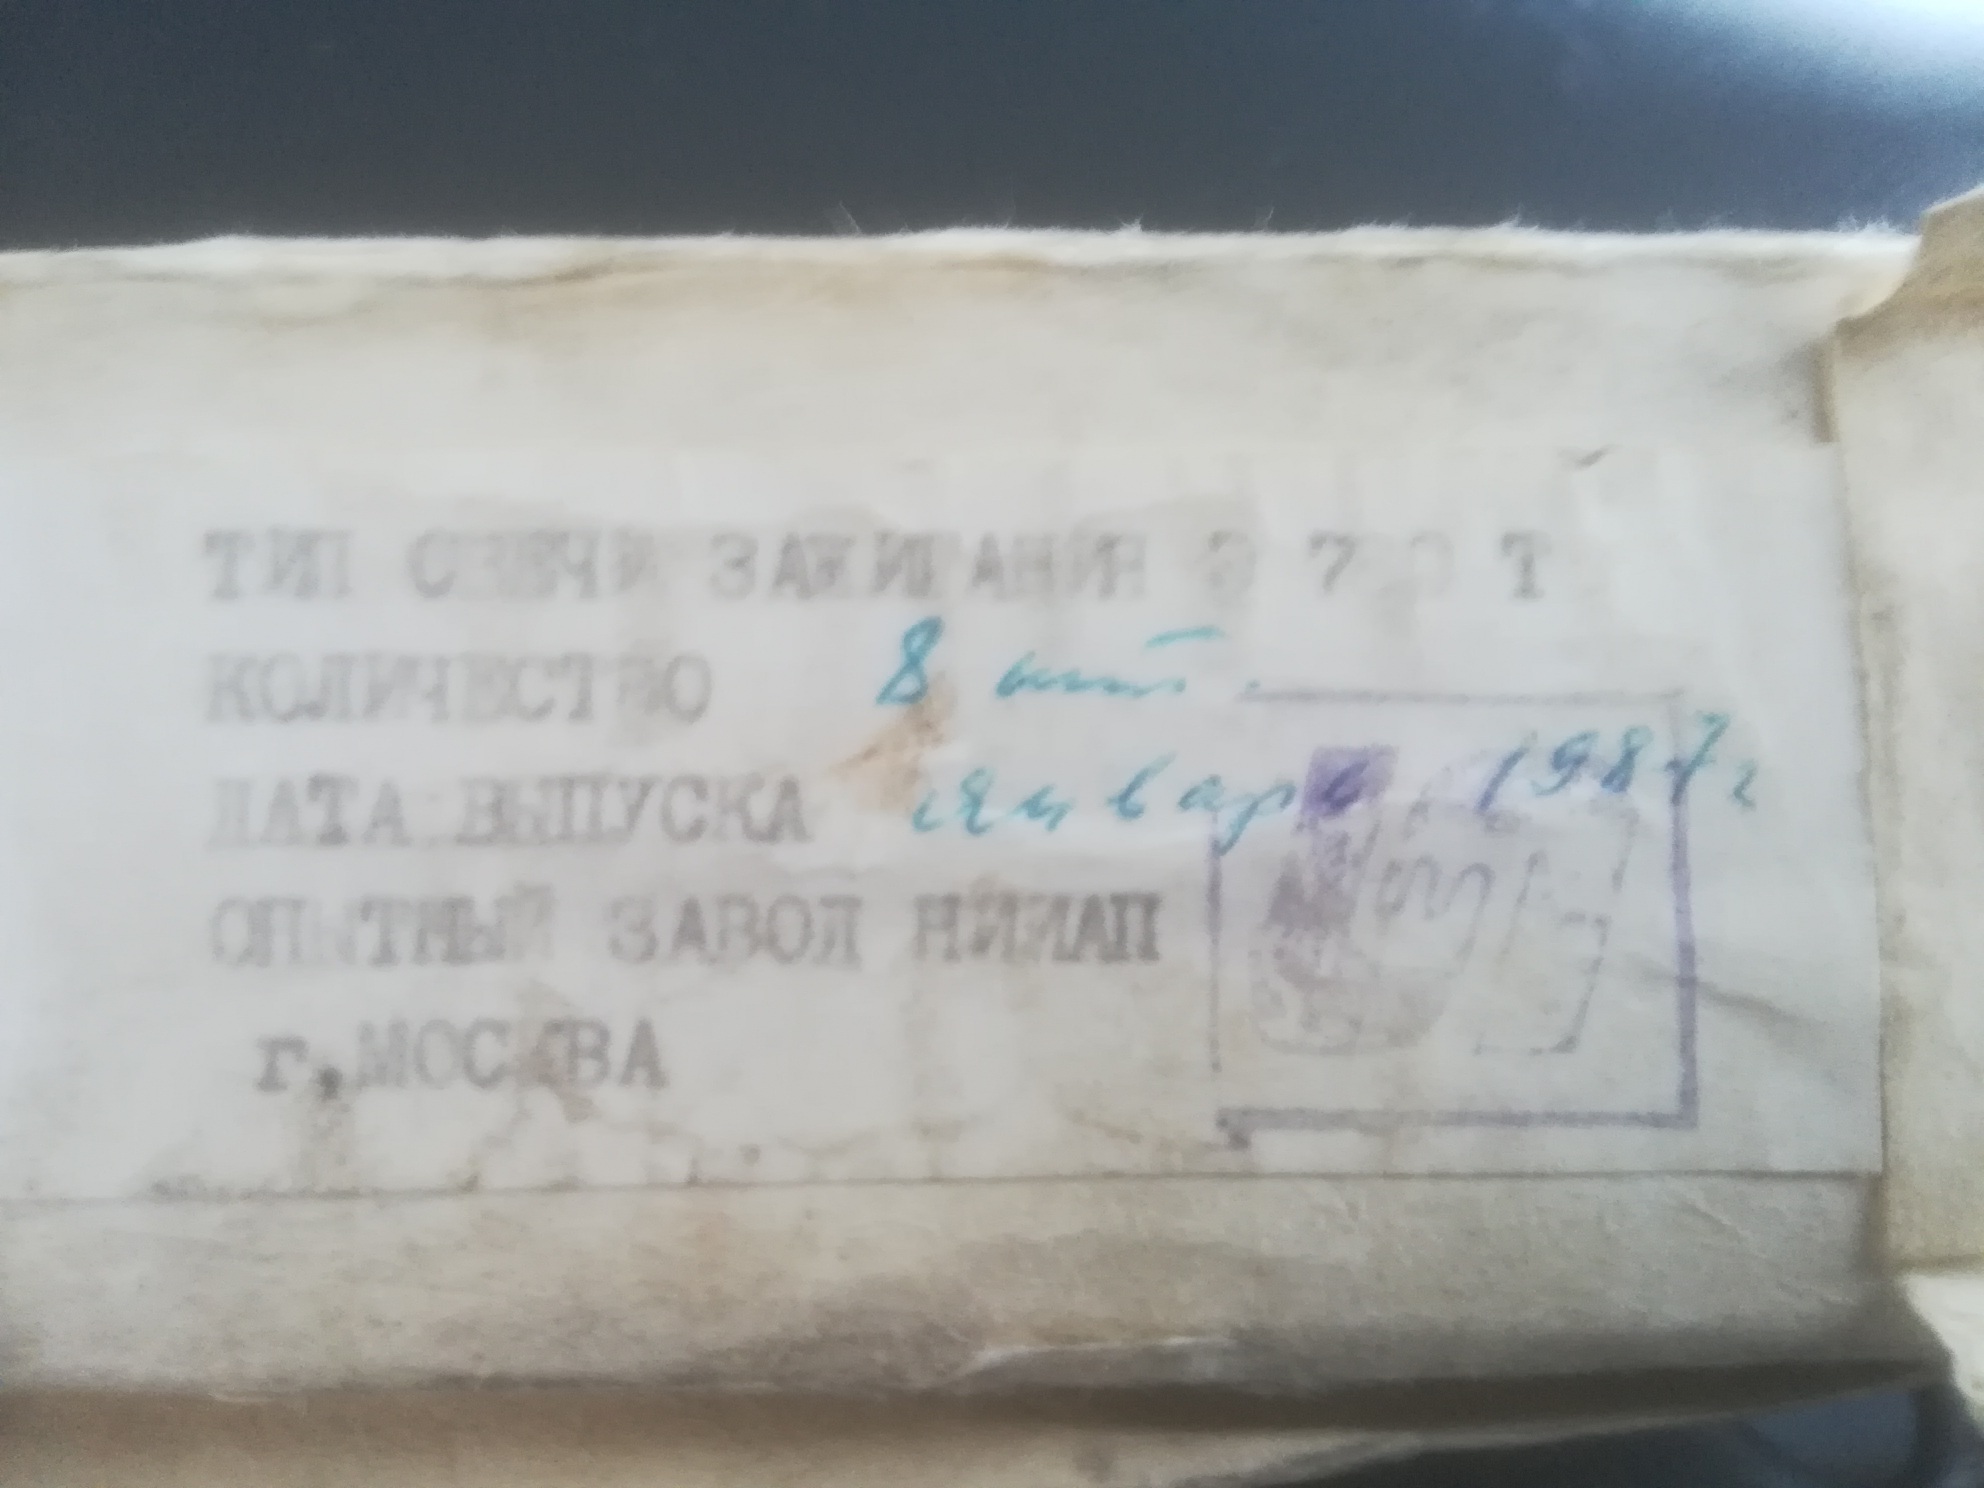 ТИП СВЕЧИ ЗАЖИГАНИЯ
КОЛИЧЕСТВО 8 шт.
ДАТА ВЫПУСКА январь 1987г
ОПЫТНЫЙ ЗАВОД НИИАП
г.МОСКВА